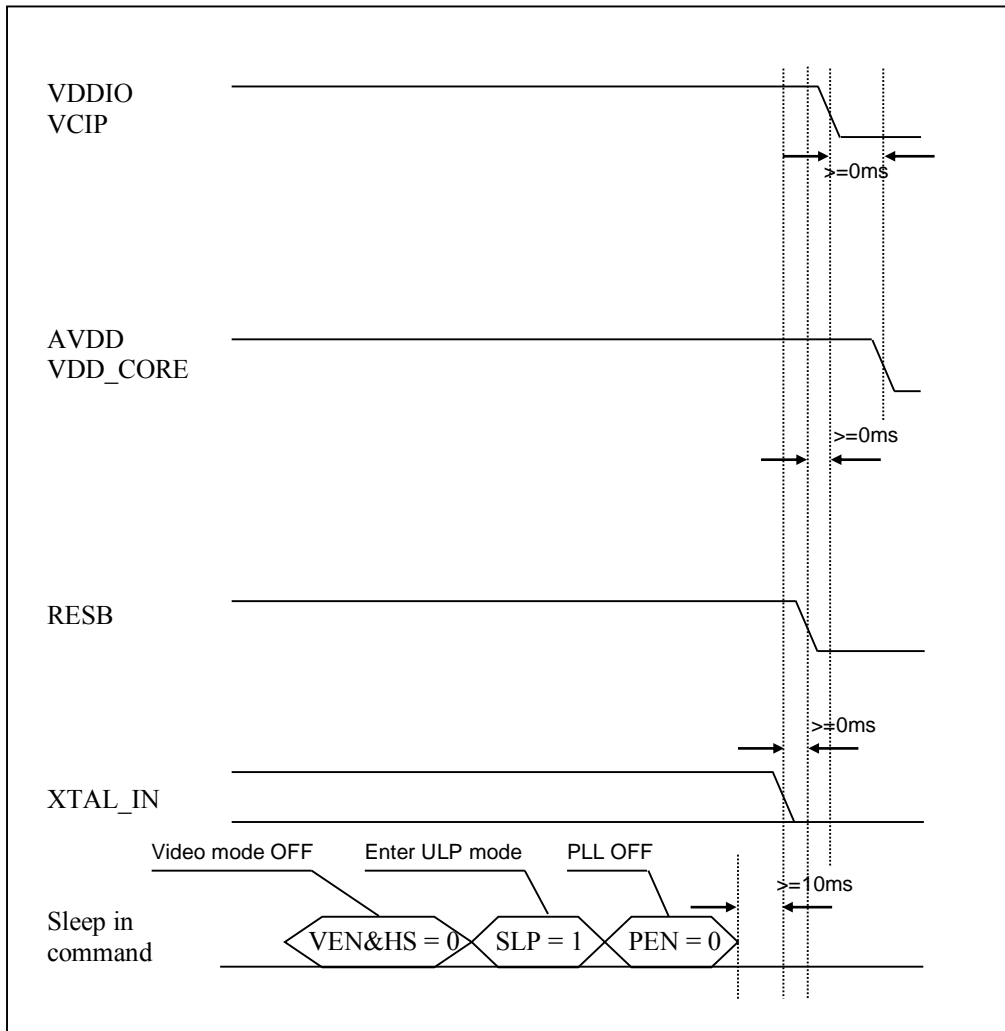 VDDIO
VCIP
>=0ms
AVDD
VDD_CORE
>=0ms
RESB
>=0ms
XTAL_IN
Video mode OFF
Enter ULP mode
PLL OFF
>=10ms
Sleep in
command
VEN&HS = 0
SLP = 1
PEN = 0